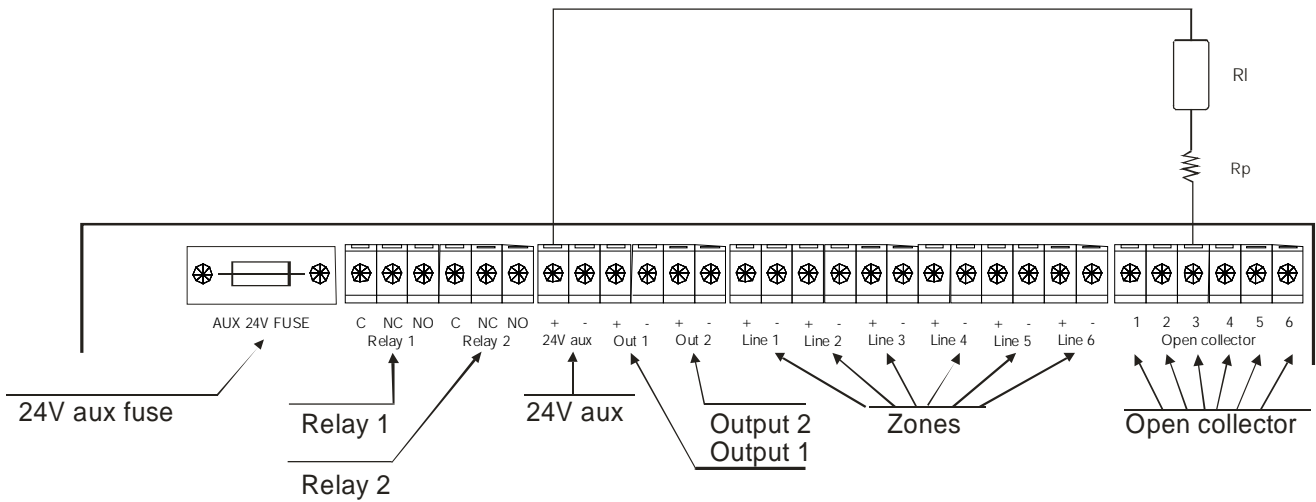 Rl
Rp
AUX 24V FUSE
C NC NO C NC NO + - + - + - + - + - + - + - + - + - 1 2 3 4 5 6
Relay 1 Relay 2 24V aux Out 1 Out 2 Line 1 Line 2 Line 3 Line 4 Line 5 Line 6 Open collector
24V aux fuse
Relay 1
Relay 2
24V aux
Output 2
Output 1
Zones
Open collector